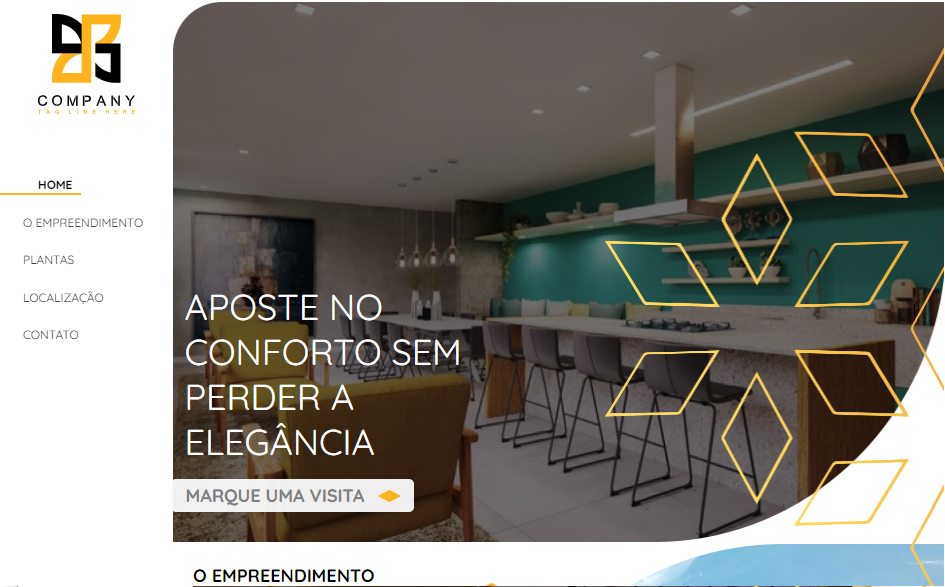 COMPANY
TAG LINE HERE
HOME
O EMPREENDIMENTO
PLANTAS
LOCALIZAÇÃO
CONTATO
APOSTE NO
CONFORTO SEM
PERDER A
ELEGÂNCIA
MARQUE UMA VISITA
O EMPREENDIMENTO